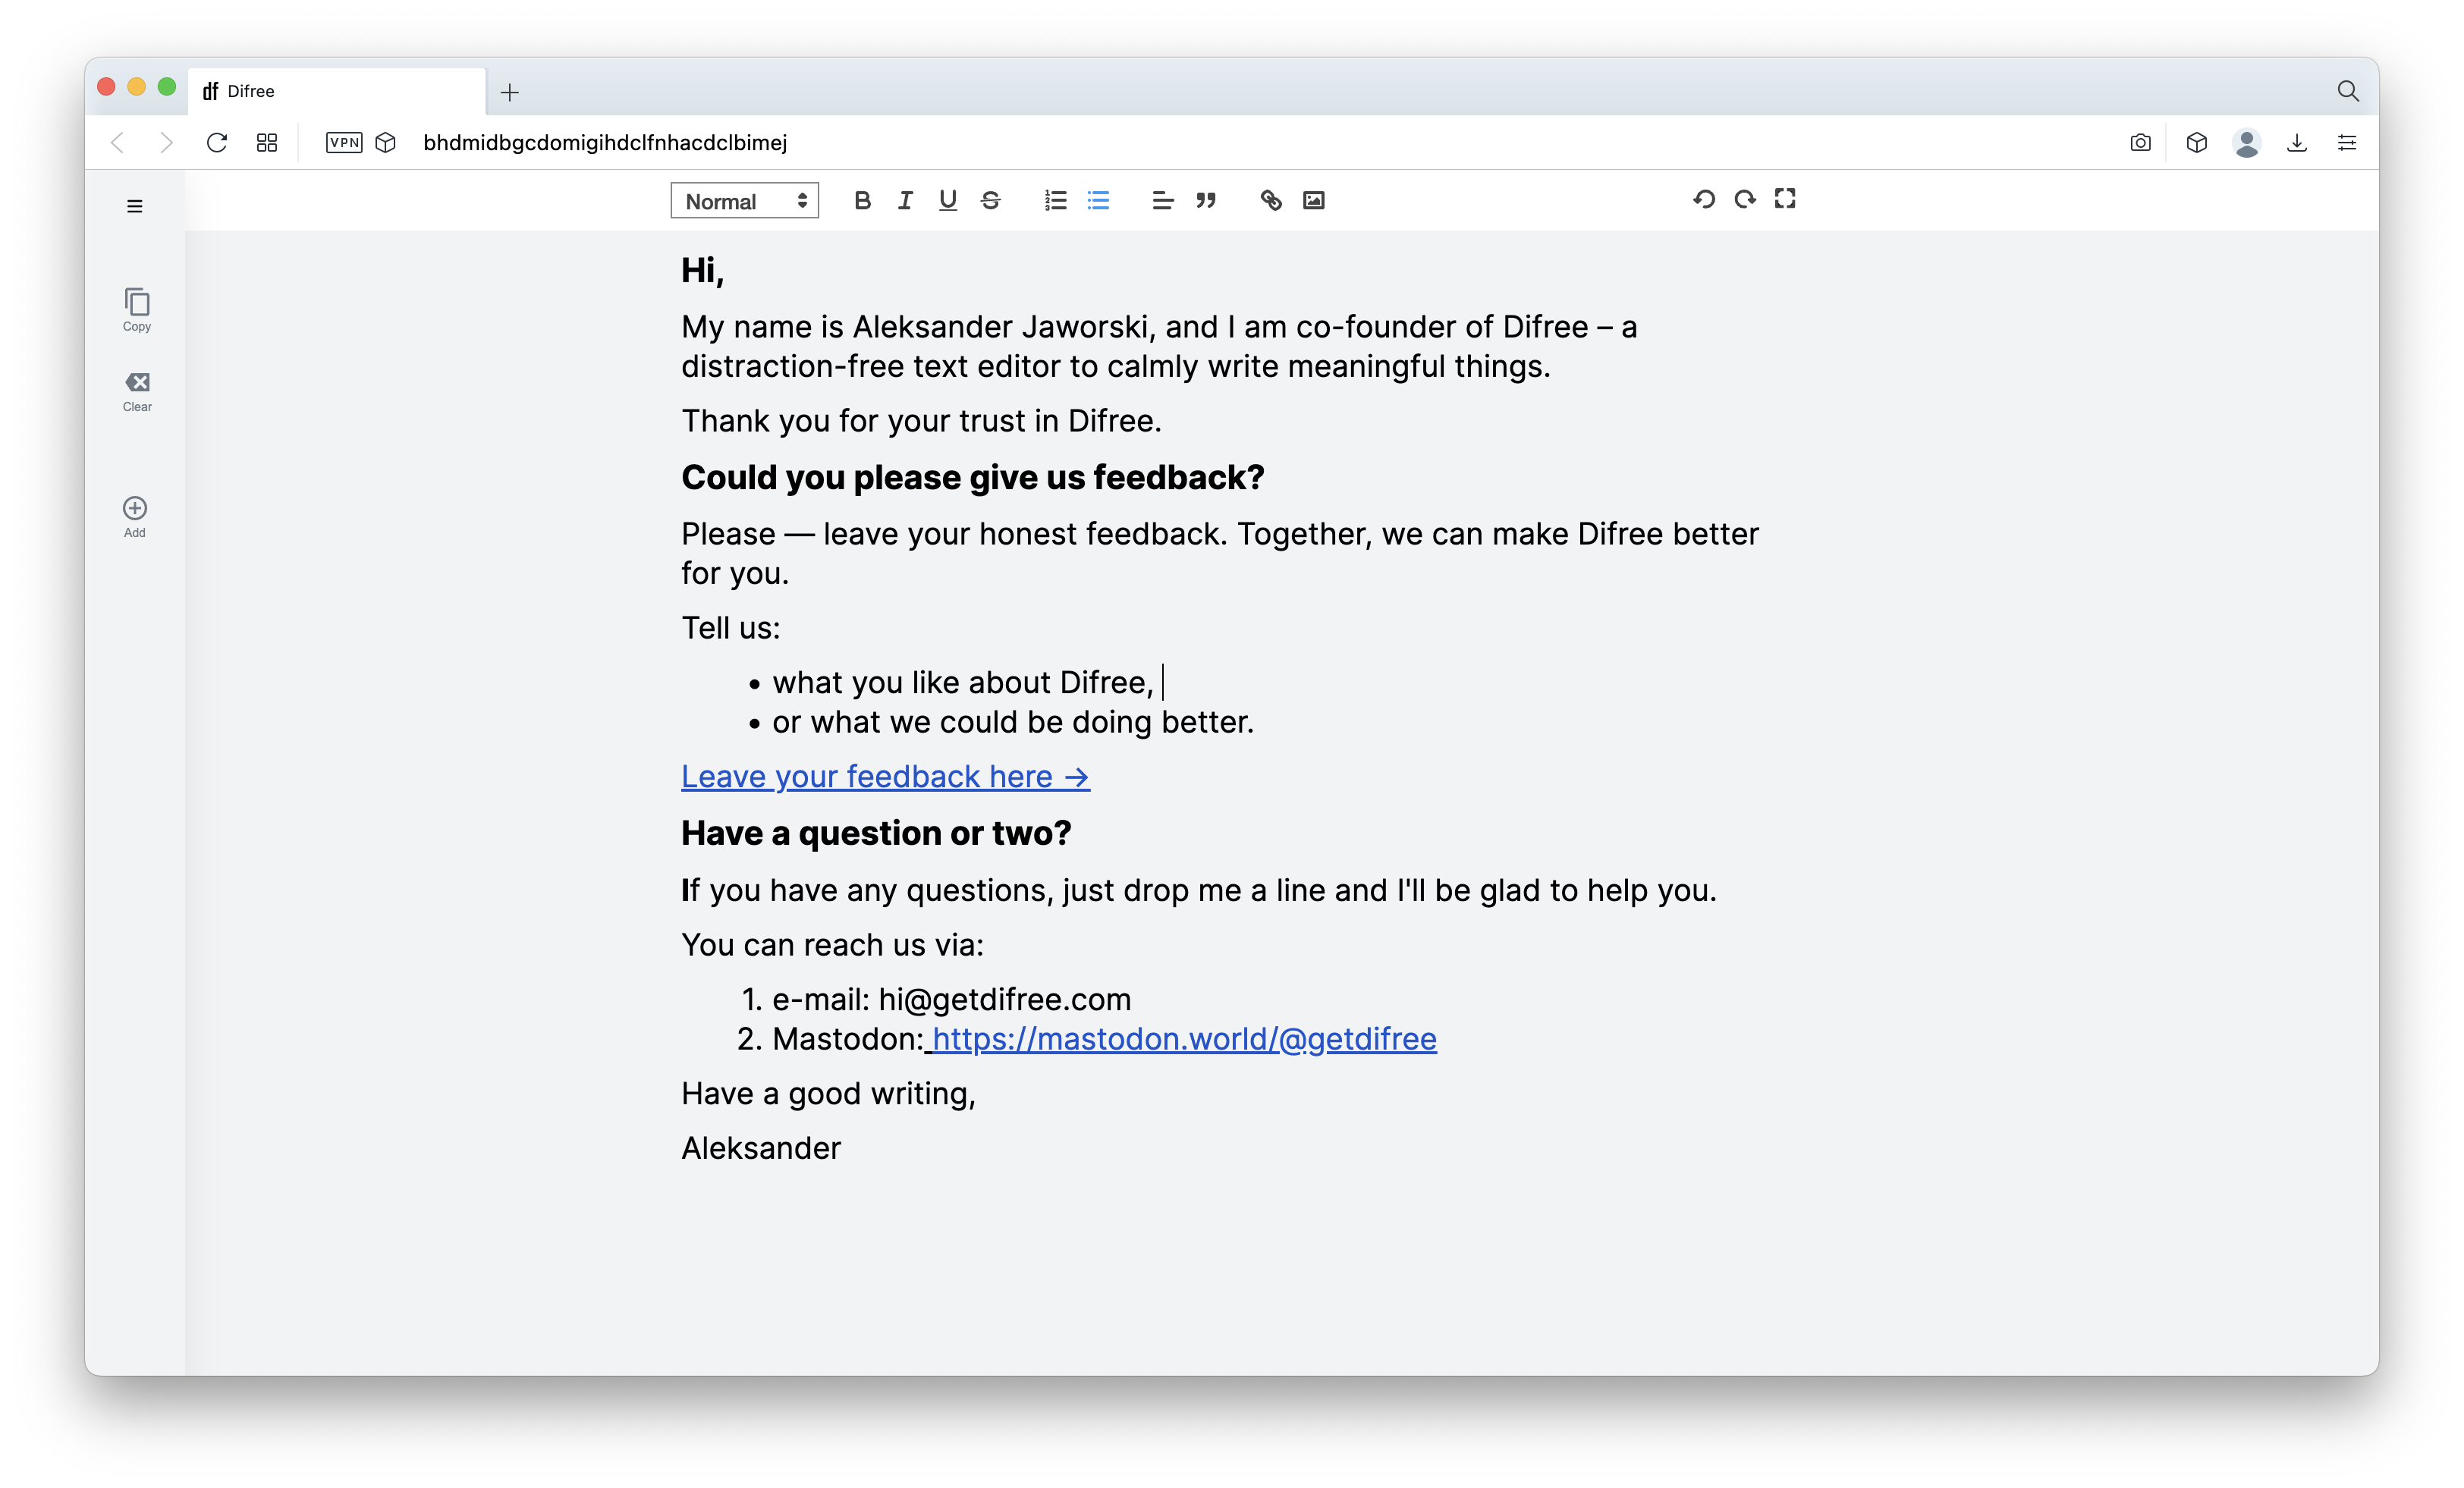 df Difree
VPN bhdmidbgcdomigihdclfnhacdclbimej
Normal
Copy
Clear
Add
Hi,
My name is Aleksander Jaworski, and I am co-founder of Difree – a
distraction-free text editor to calmly write meaningful things.
Thank you for your trust in Difree.
Could you please give us feedback?
Please — leave your honest feedback. Together, we can make Difree better
for you.
Tell us:
• what you like about Difree,
• or what we could be doing better.
Leave your feedback here →
Have a question or two?
If you have any questions, just drop me a line and I'll be glad to help you.
You can reach us via:
1. e-mail: hi@getdifree.com
2. Mastodon: https://mastodon.world/@getdifree
Have a good writing,
Aleksander